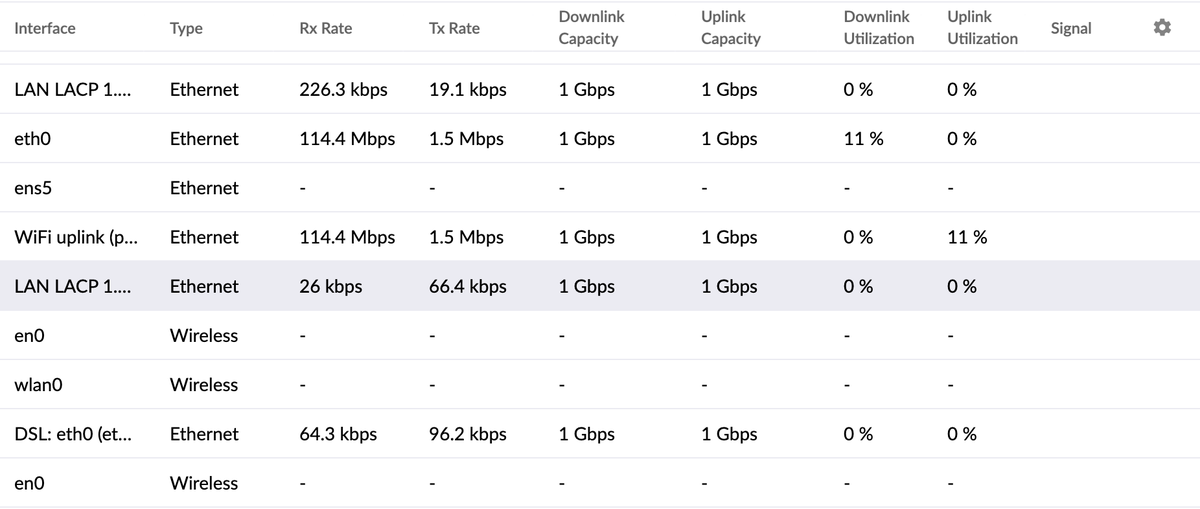 Interface Type Rx Rate Tx Rate Downlink Capacity Uplink Capacity Downlink Utilization Uplink Utilization Signal
LAN LACP 1.... Ethernet 226.3 kbps 19.1 kbps 1 Gbps 1 Gbps 0 % 0 %
eth0 Ethernet 114.4 Mbps 1.5 Mbps 1 Gbps 1 Gbps 11 % 0 %
ens5 Ethernet - - - - - -
WiFi uplink (p... Ethernet 114.4 Mbps 1.5 Mbps 1 Gbps 1 Gbps 0 % 11 %
LAN LACP 1.... Ethernet 26 kbps 66.4 kbps 1 Gbps 1 Gbps 0 % 0 %
en0 Wireless - - - - - -
wlan0 Wireless - - - - - -
DSL: eth0 (et... Ethernet 64.3 kbps 96.2 kbps 1 Gbps 1 Gbps 0 % 0 %
en0 Wireless - - - - - -